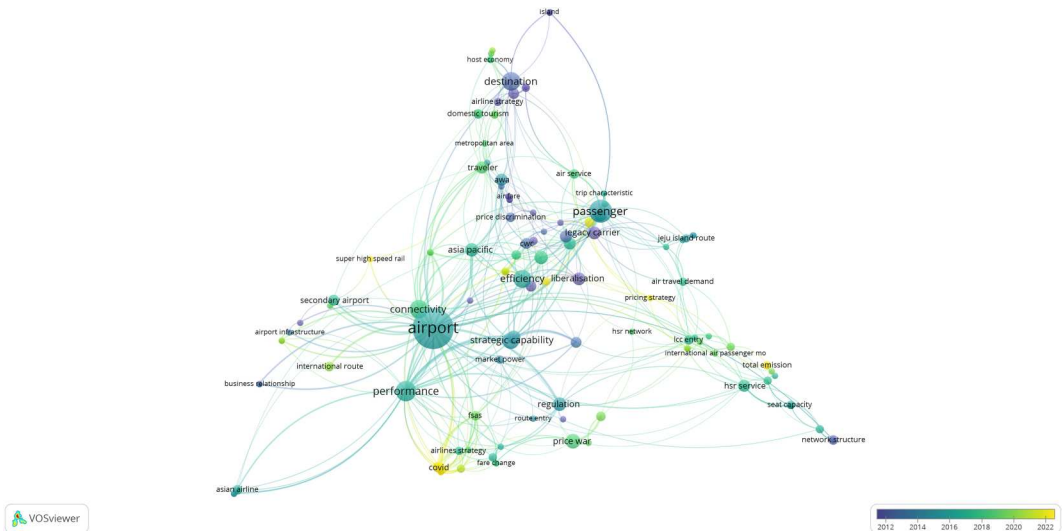 island
host economy
destination
airline strategy
domestic tourism
metropolitan area
traveler
air service
awa
trip characteristic
airfare
passenger
price discrimination
legacy carrier
cwr
jeju island route
asia pacific
super high speed rail
efficiency
liberalisation
air travel demand
secondary airport
pricing strategy
connectivity
airport
airport infrastructure
hsr network
strategic capability
lcc entry
international air passenger mo
market power
total emission
international route
business relationship
hsr service
performance
regulation
seat capacity
fsas
route entry
price war
network structure
airlines strategy
fare change
covid
asian airline
VOSviewer
2012 2014 2016 2018 2020 2022